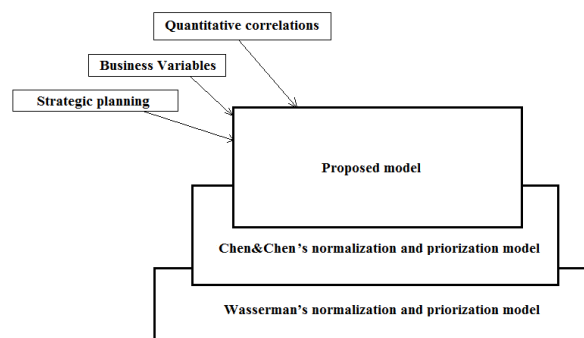 Quantitative correlations
Business Variables
Strategic planning
Proposed model
Chen&Chen's normalization and priorization model
Wasserman's normalization and priorization model